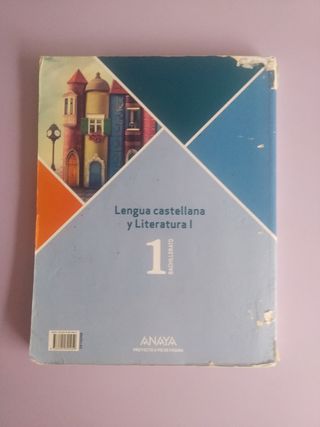 Lengua castellana
y Literatura I
1
BACHILLERATO
ANAYA